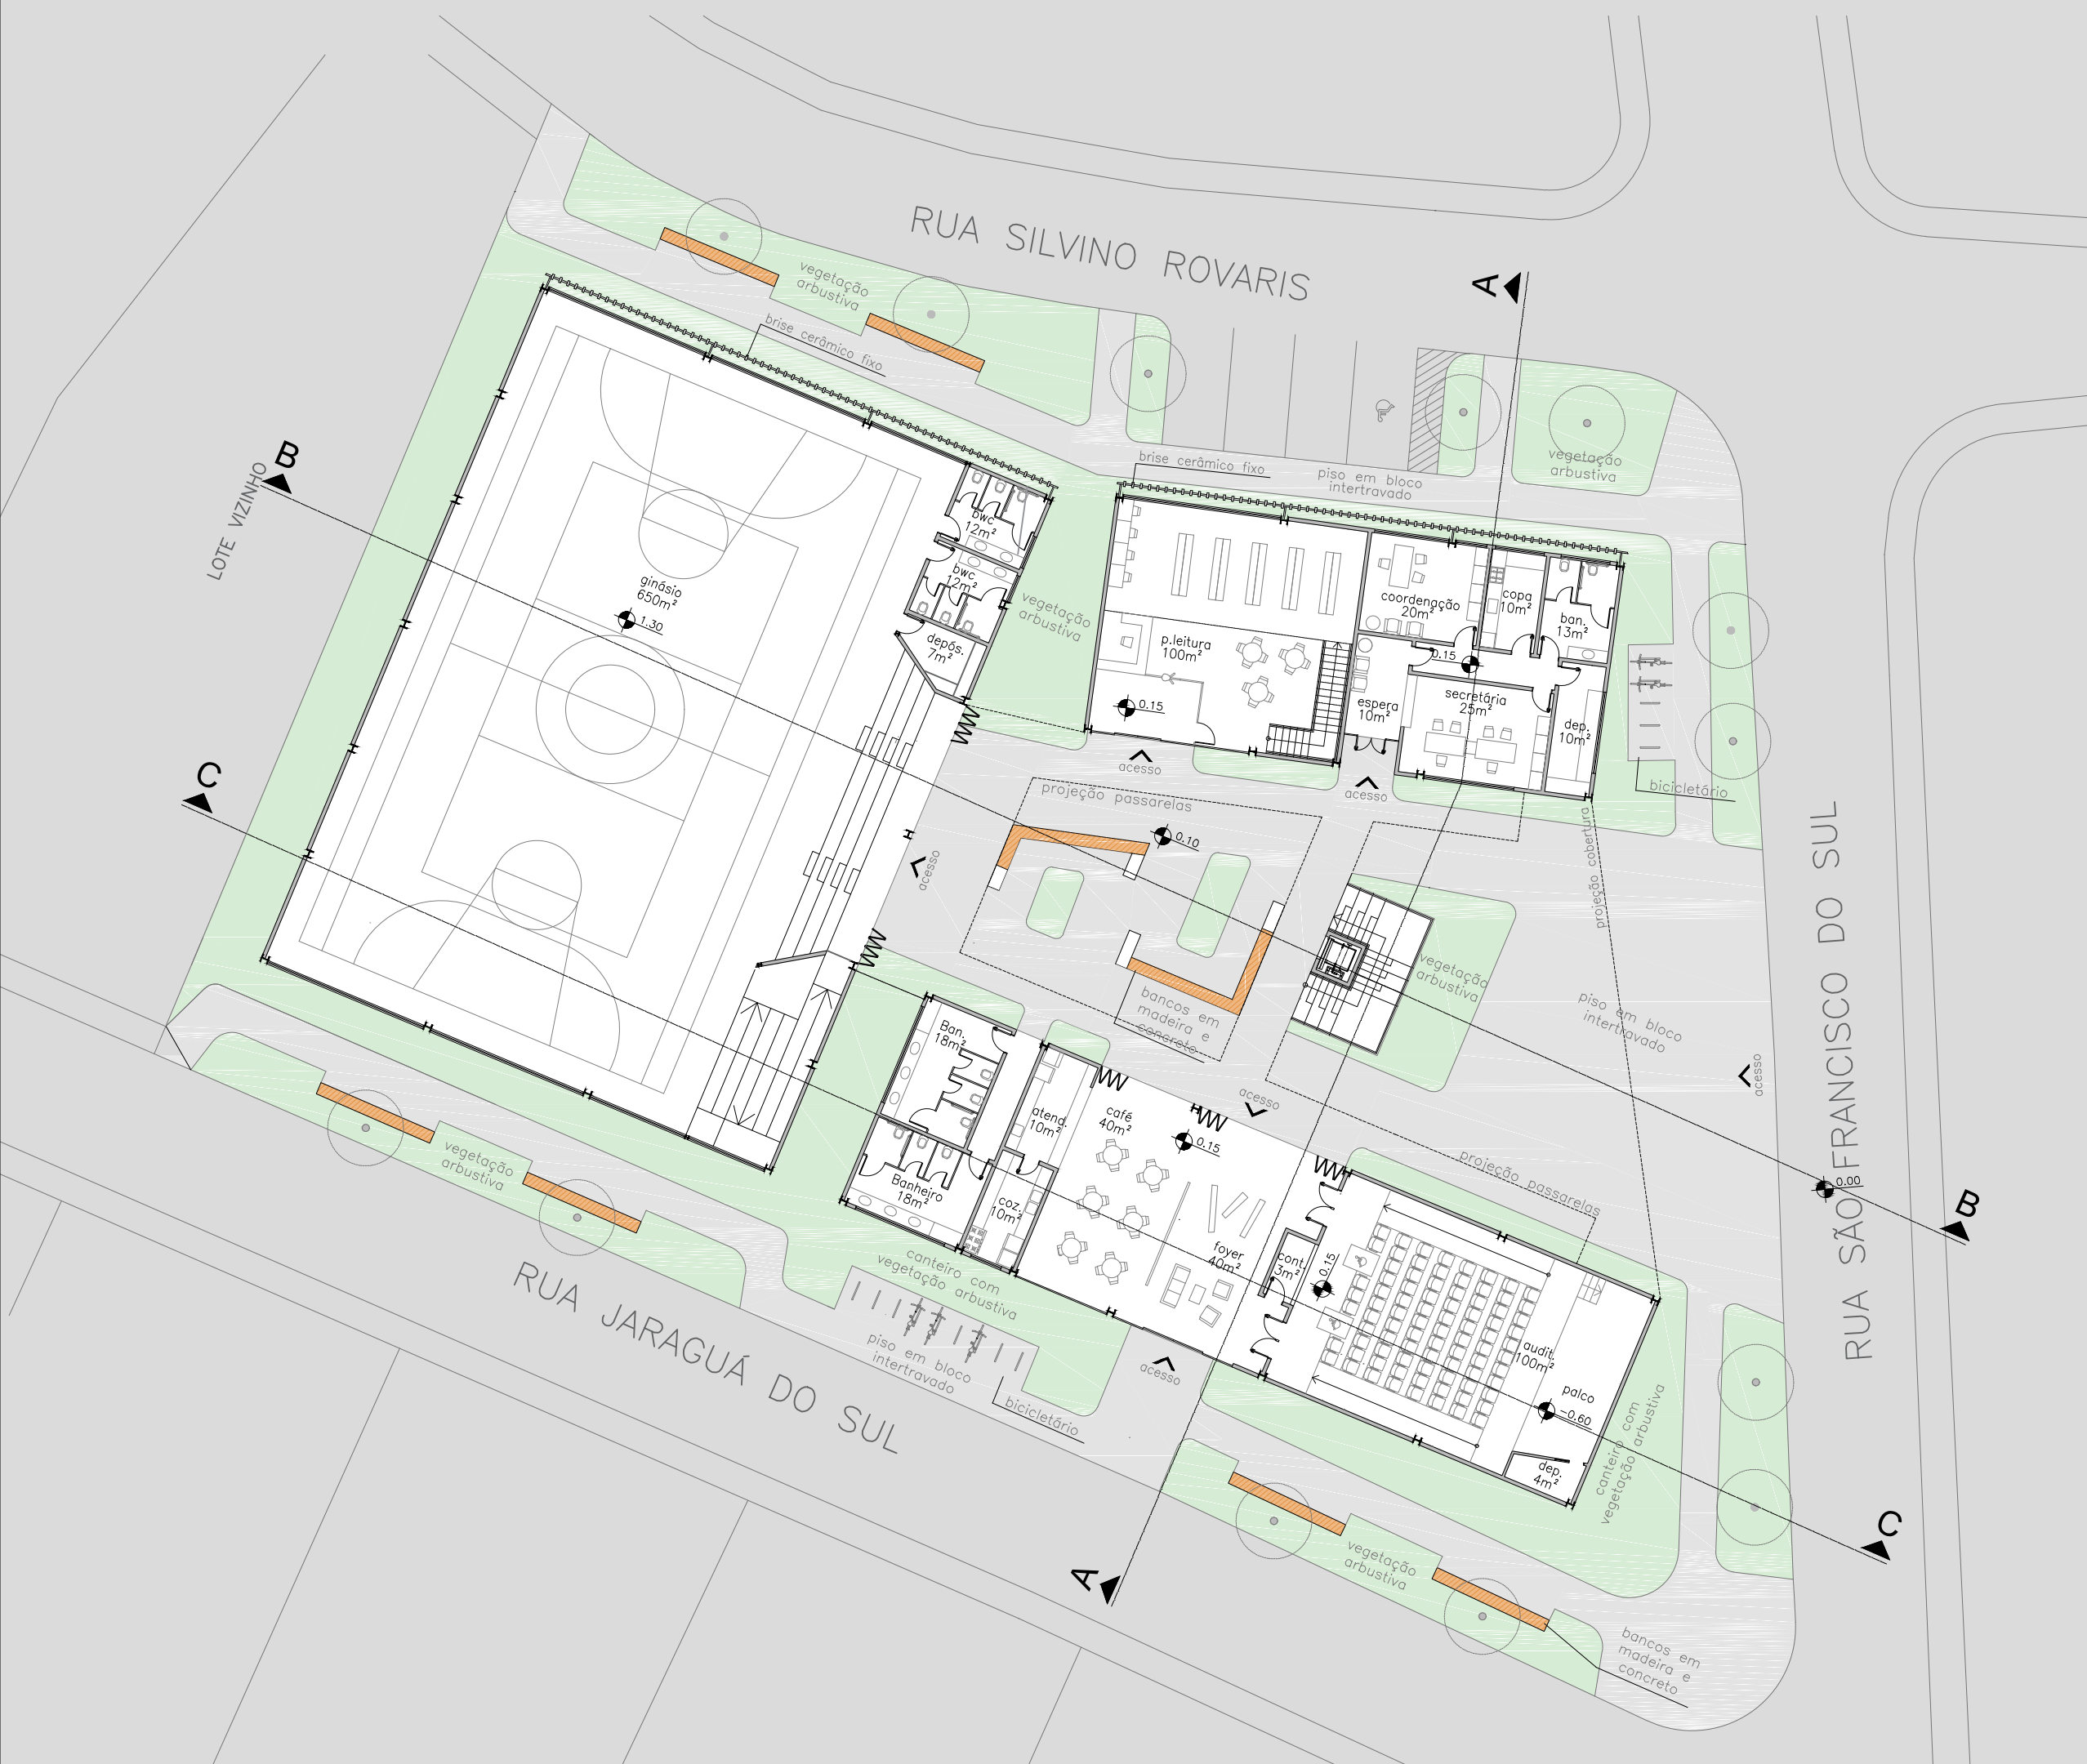 RUA SILVINO ROVARIS
A
vegetação
arbustiva
brise cerâmico fixo
B
LOTE VIZINHO
brise cerâmico fixo
piso em bloco
intertravado
vegetação
arbustiva
bwc
12m²
bwc
12m²
ginásio
650m²
1.30
depós.
7m²
vegetação
arbustiva
coordenação
20m²
copa
10m²
ban.
13m²
p.leitura
100m²
0.15
0.15
espera
10m²
secretária
25m²
dep.
10m²
acesso
acesso
bicicletário
C
projeção passarelas
0.10
acesso
projeção cobertura
RUA SÃO FRANCISCO DO SUL
vegetação
arbustiva
bancos em
madeira e
concreto
piso em bloco
intertravado
acesso
Ban.
18m²
atend.
10m²
café
40m²
0.15
acesso
vegetação
arbustiva
Banheiro
18m²
coz.
10m²
projeção passarelas
0.00
B
foyer
40m²
cont.
3m²
0.15
canteiro com
vegetação arbustiva
RUA JARAGUÁ DO SUL
piso em bloco
intertravado
acesso
bicicletário
audit.
100m²
palco
-0.60
dep.
4m²
canteiro com
vegetação arbustiva
C
A
vegetação
arbustiva
bancos em
madeira e
concreto